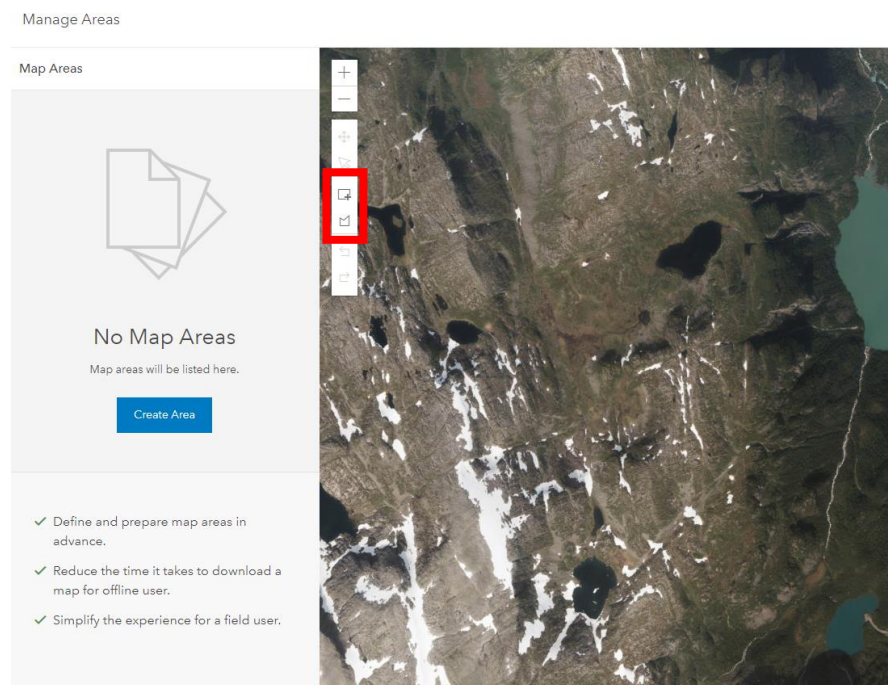 Manage Areas
Map Areas
No Map Areas
Map areas will be listed here.
Create Area
Define and prepare map areas in
advance.
Reduce the time it takes to download a
map for offline user.
Simplify the experience for a field user.